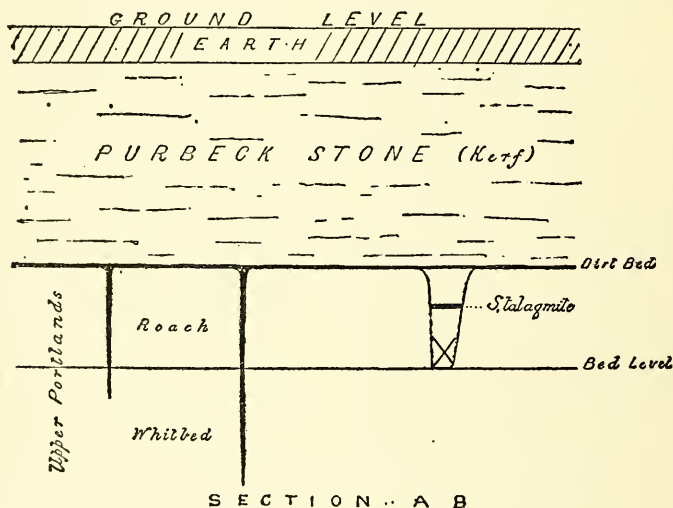 GROUND LEVEL
EARTH
PURBECK STONE (Kerf)
Dirt Bed
Stalagmite
Roach
Bed Level
Upper Portlands
Whitbed
SECTION.. A B